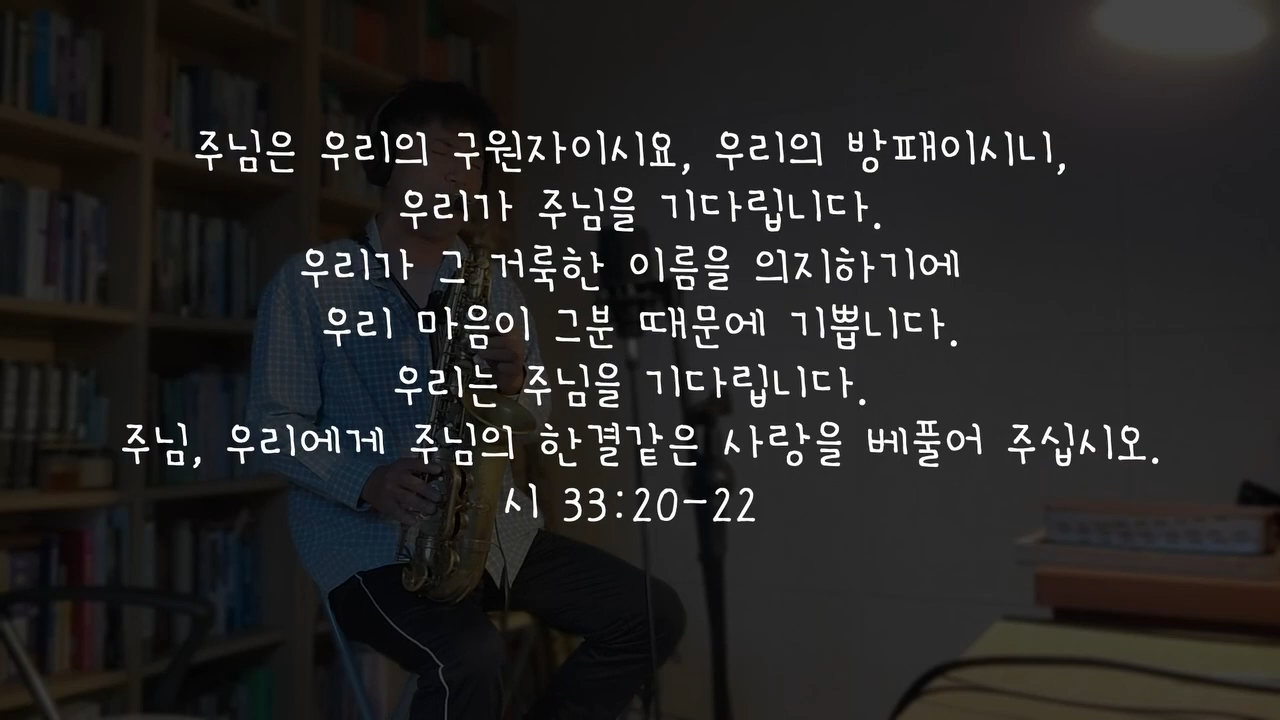 주님은 우리의 구원자이시요, 우리의 방패이시니,
우리가 주님을 기다립니다.
우리가 그 거룩한 이름을 의지하기에
우리 마음이 그분 때문에 기쁩니다.
우리는 주님을 기다립니다.
주님, 우리에게 주님의 한결같은 사랑을 베풀어 주십시오.
시 33:20-22